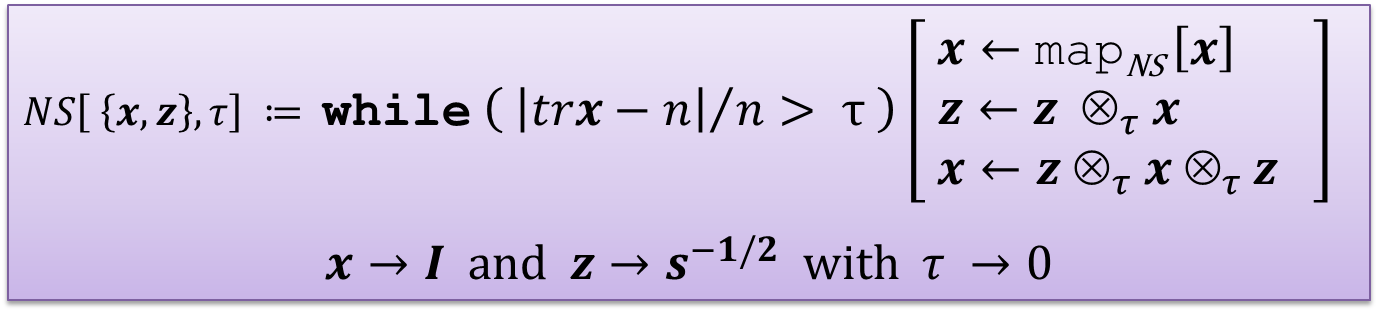 NS[ {x, z}, τ] := while ( |trx − n|/n > τ ) [ x ← map_NS[x]
z ← z ⊗_τ x
x ← z ⊗_τ x ⊗_τ z ]
x → I and z → s^{−1/2} with τ → 0